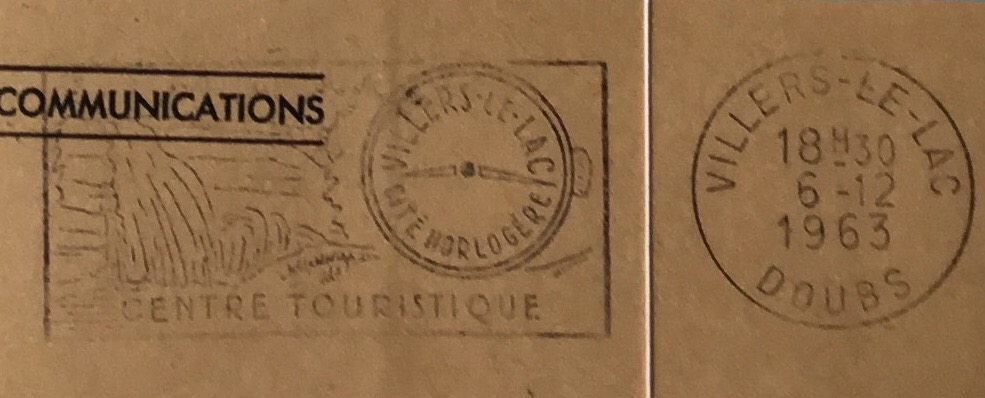 COMMUNICATIONS
VILLERS-LE-LAC
CITÉ HORLOGÈRE
CENTRE TOURISTIQUE
VILLERS-LE-LAC
18H30
6-12
1963
DOUBS